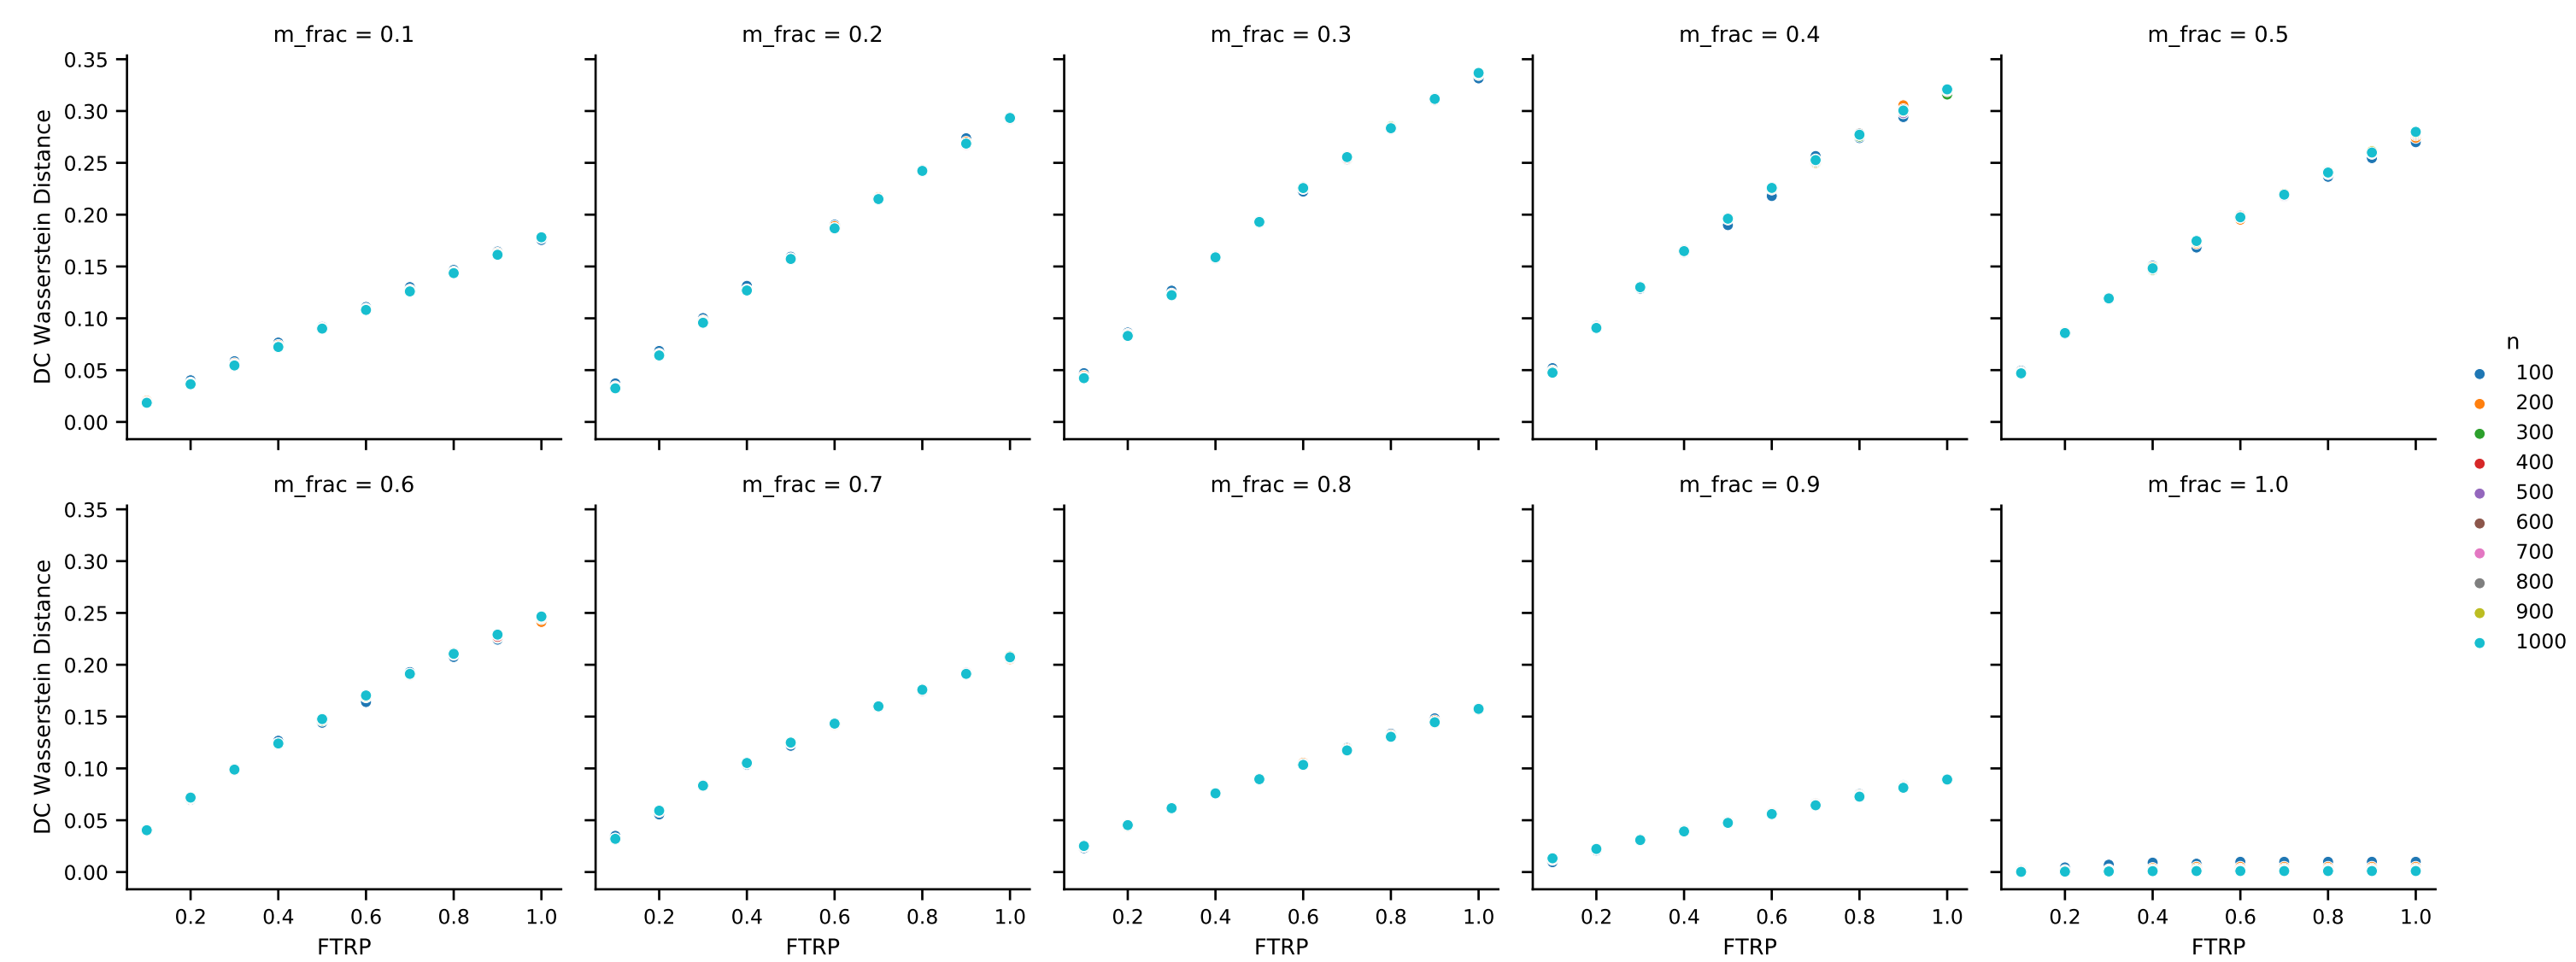 m_frac = 0.1
m_frac = 0.2
m_frac = 0.3
m_frac = 0.4
m_frac = 0.5
DC Wasserstein Distance
0.35
0.30
0.25
0.20
0.15
0.10
0.05
0.00
m_frac = 0.6
m_frac = 0.7
m_frac = 0.8
m_frac = 0.9
m_frac = 1.0
DC Wasserstein Distance
0.35
0.30
0.25
0.20
0.15
0.10
0.05
0.00
0.2 0.4 0.6 0.8 1.0
FTRP
0.2 0.4 0.6 0.8 1.0
FTRP
0.2 0.4 0.6 0.8 1.0
FTRP
0.2 0.4 0.6 0.8 1.0
FTRP
0.2 0.4 0.6 0.8 1.0
FTRP
n
100
200
300
400
500
600
700
800
900
1000